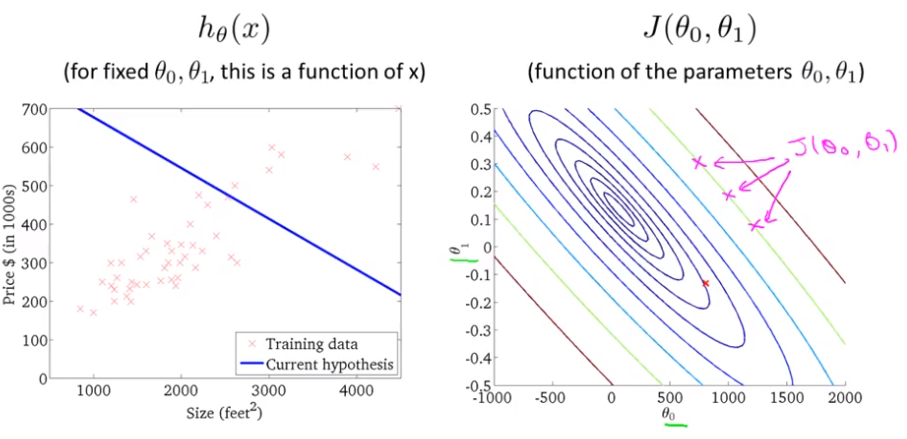 hθ(x)
(for fixed θ0, θ1, this is a function of x)
700
600
500
400
300
200
100
0
Price $ (in 1000s)
1000
2000
3000
4000
Size (feet²)
Training data
Current hypothesis
J(θ0, θ1)
(function of the parameters θ0, θ1)
0.5
0.4
0.3
0.2
0.1
0
-0.1
-0.2
-0.3
-0.4
-0.5
θ1
-1000
-500
0
500
1000
1500
2000
θ0
J(θ0, θ1)